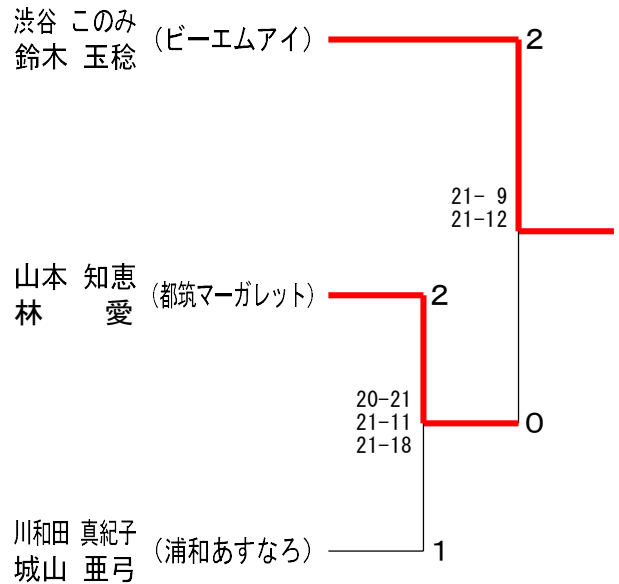 渋谷 このみ
鈴木 玉稔
（ビーエムアイ）
2
21- 9
21-12
山本 知恵
林 愛
（都筑マーガレット）
2
20-21
21-11
21-18
0
川和田 真紀子
城山 亜弓
（浦和あすなろ）
1